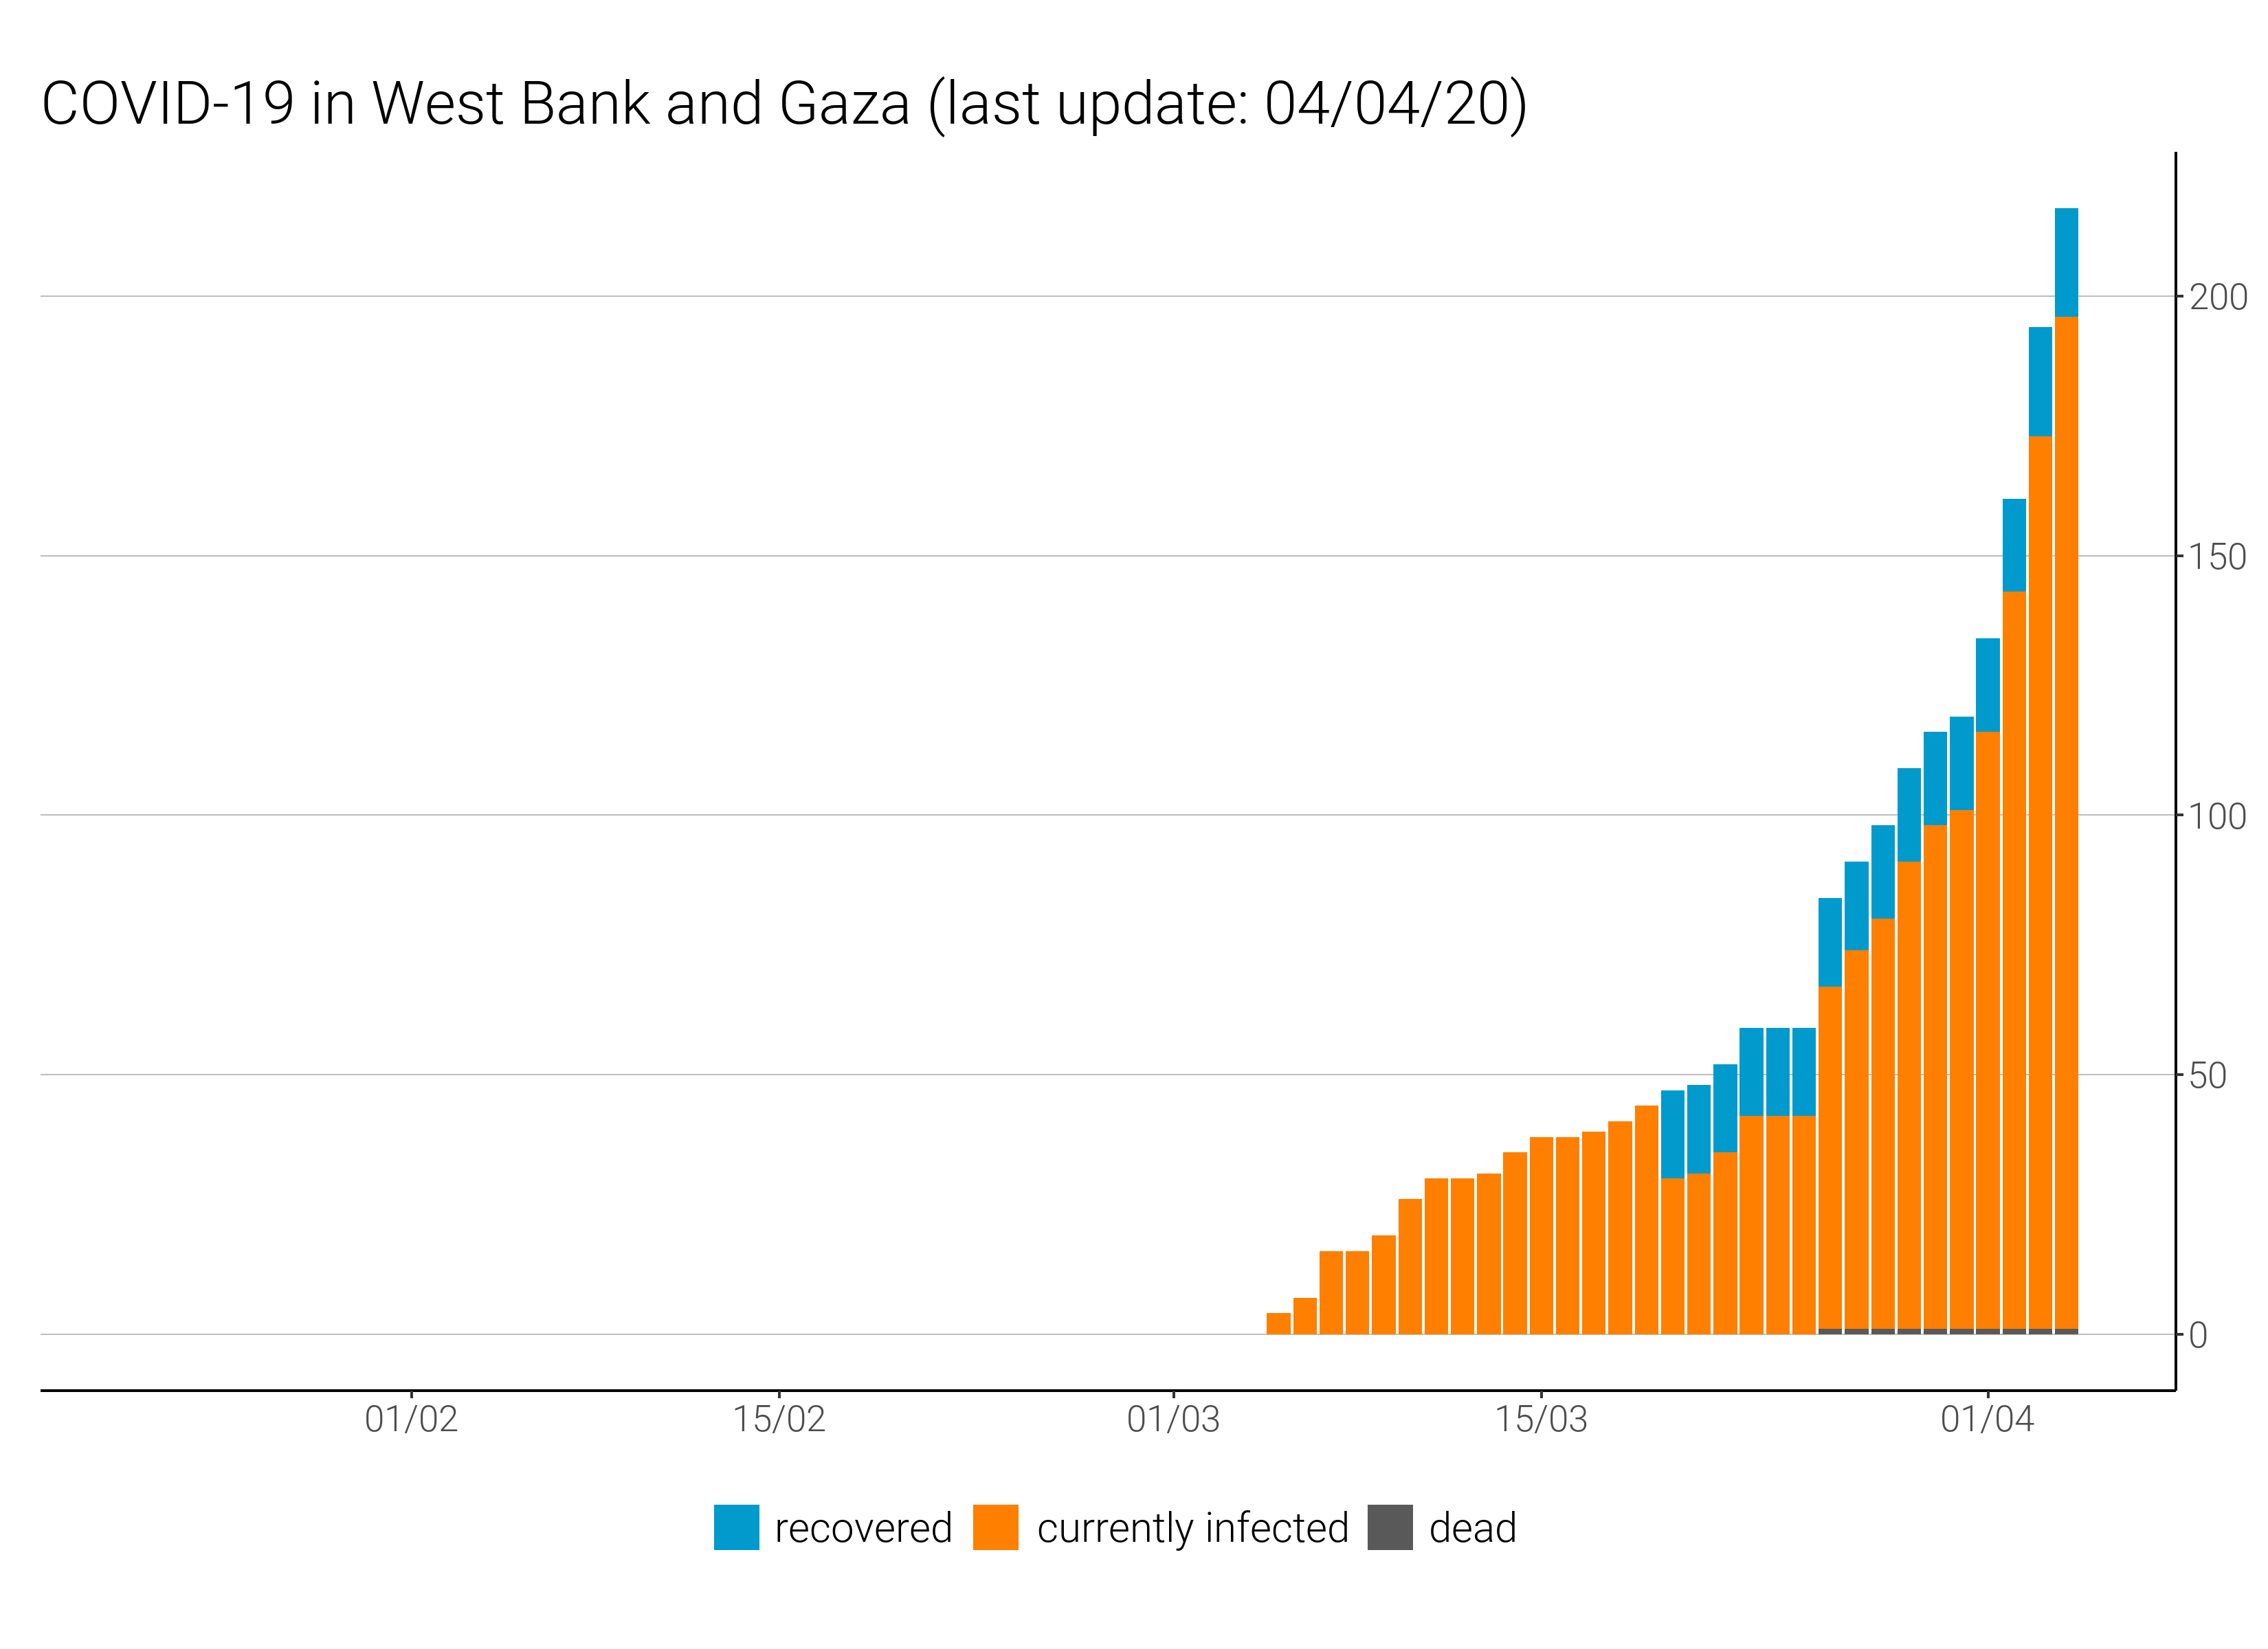 COVID-19 in West Bank and Gaza (last update: 04/04/20)
200
150
100
50
0
01/02 15/02 01/03 15/03 01/04
recovered currently infected dead